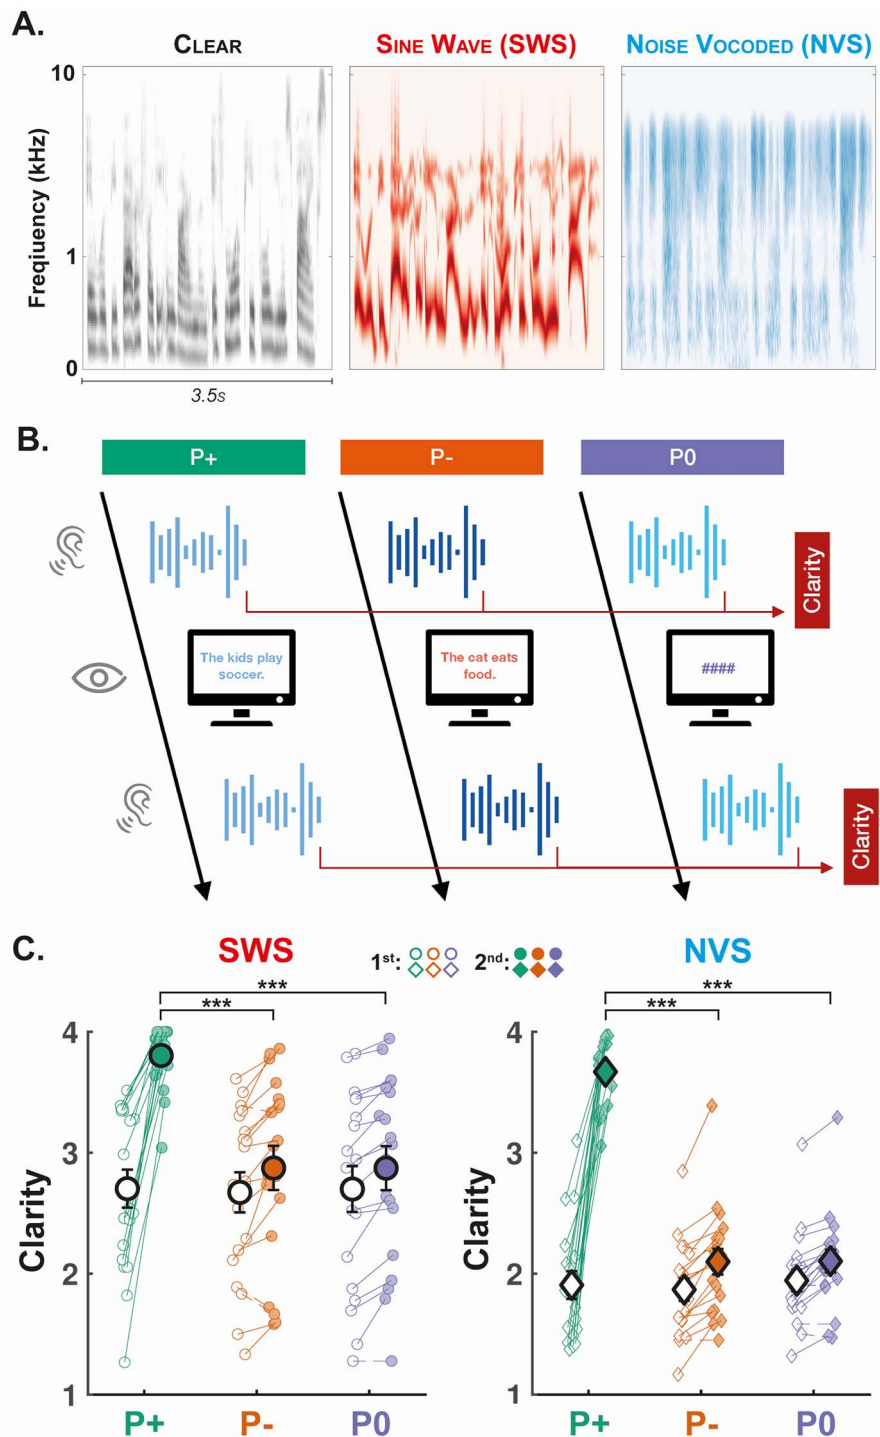 A.
CLEAR
SINE WAVE (SWS)
NOISE VOCODED (NVS)
Freqiuency (kHz)
10
1
0
3.5s
B.
P+
P-
P0
Clarity
The kids play
soccer.
The cat eats
food.
####
Clarity
C.
SWS
1st:
2nd:
NVS
***
***
***
***
Clarity
4
3
2
1
P+
P-
P0
Clarity
4
3
2
1
P+
P-
P0